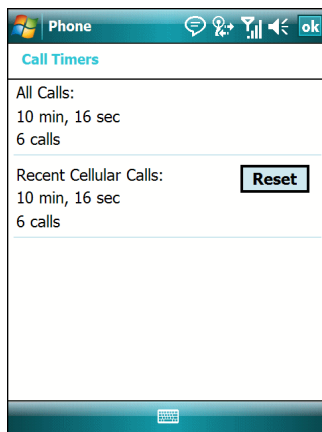 Phone
ok
Call Timers
All Calls:
10 min, 16 sec
6 calls
Recent Cellular Calls:
Reset
10 min, 16 sec
6 calls